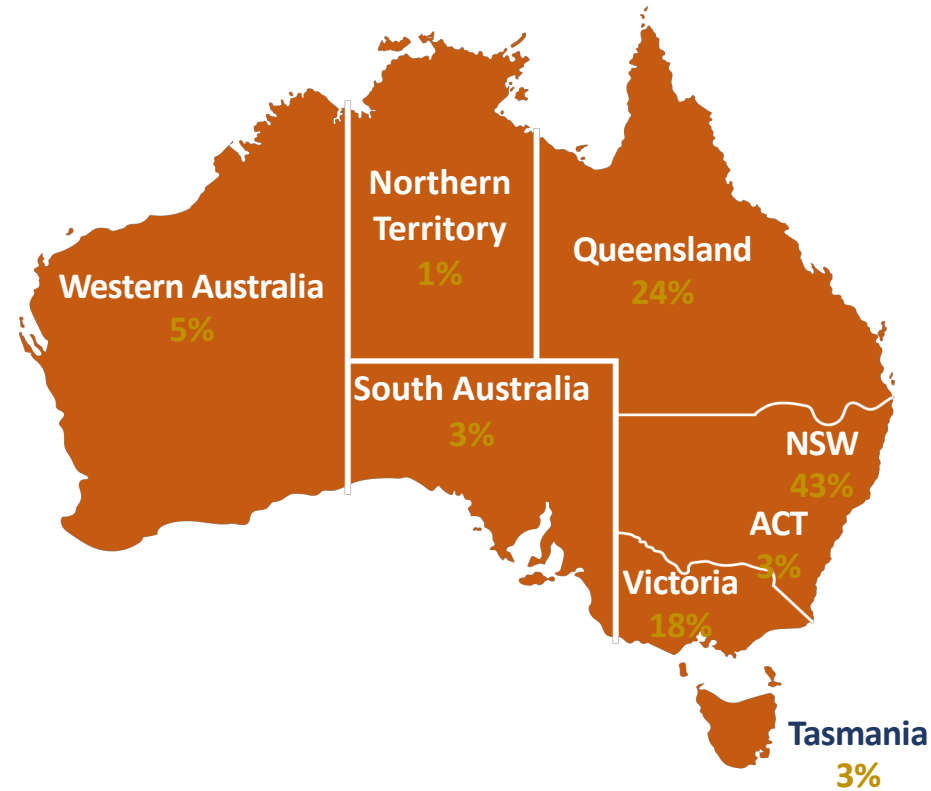 Northern
Territory
1%
Queensland
24%
Western Australia
5%
South Australia
3%
NSW
43%
ACT
3%
Victoria
18%
Tasmania
3%